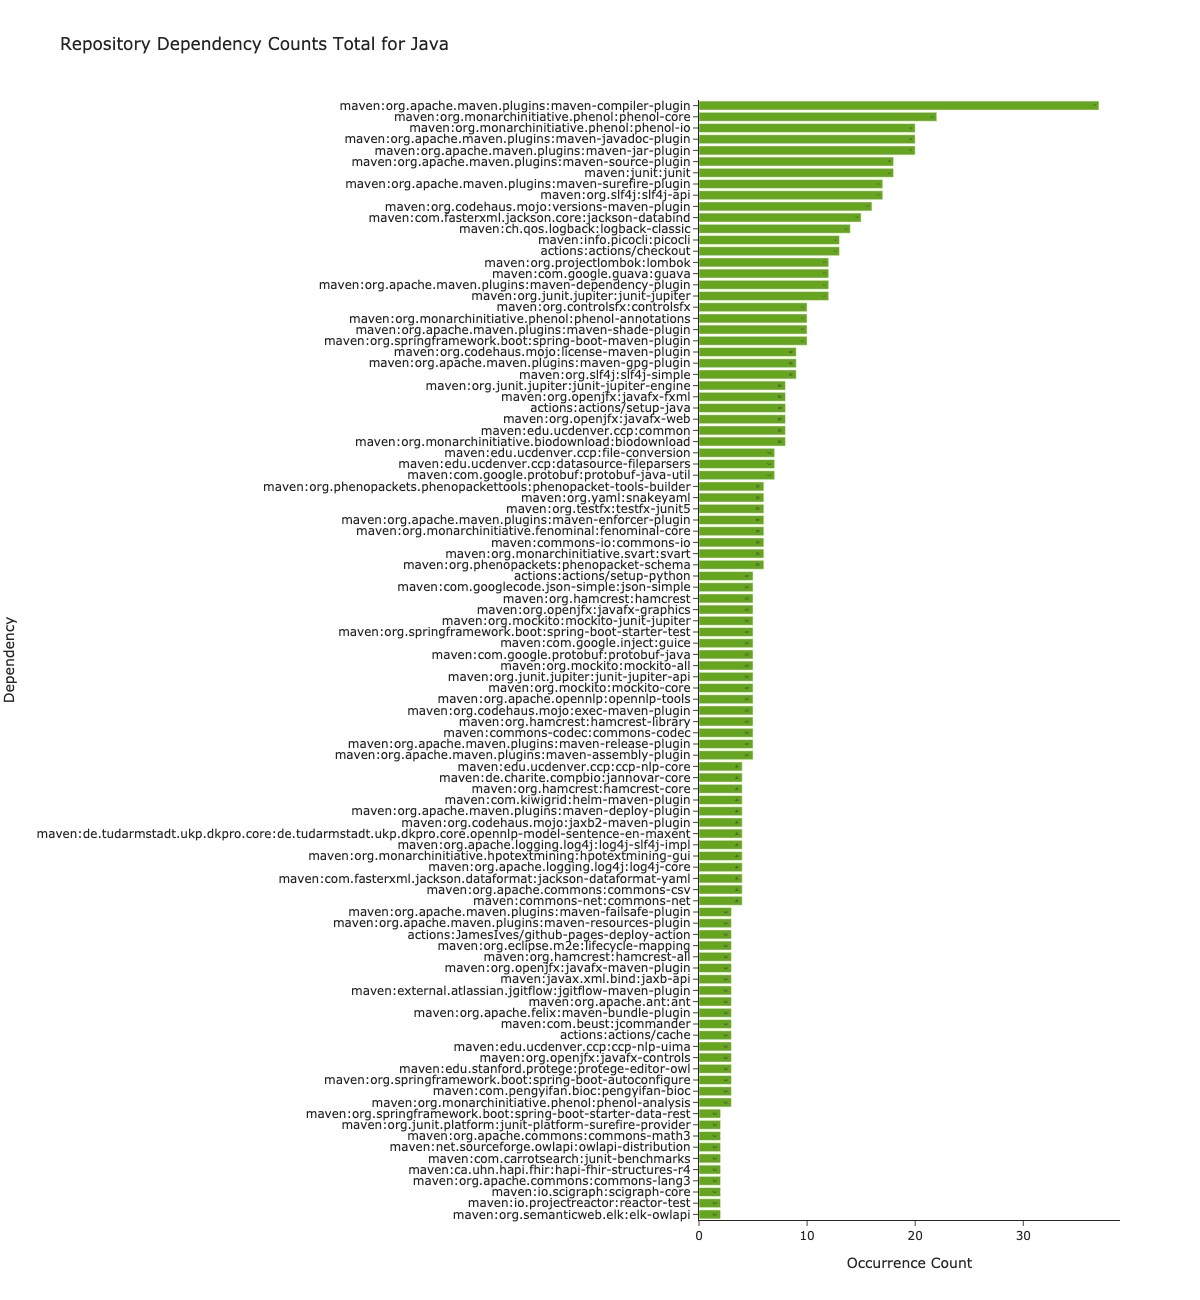 Repository Dependency Counts Total for Java
maven:org.apache.maven.plugins:maven-compiler-plugin
maven:org.monarchinitiative.phenol:phenol-core
maven:org.monarchinitiative.phenol:phenol-io
maven:org.apache.maven.plugins:maven-javadoc-plugin
maven:org.apache.maven.plugins:maven-jar-plugin
maven:org.apache.maven.plugins:maven-source-plugin
maven:junit:junit
maven:org.apache.maven.plugins:maven-surefire-plugin
maven:org.slf4j:slf4j-api
maven:org.codehaus.mojo:versions-maven-plugin
maven:com.fasterxml.jackson.core:jackson-databind
maven:ch.qos.logback:logback-classic
maven:info.picocli:picocli
actions:actions/checkout
maven:org.projectlombok:lombok
maven:com.google.guava:guava
maven:org.apache.maven.plugins:maven-dependency-plugin
maven:org.junit.jupiter:junit-jupiter
maven:org.controlsfx:controlsfx
maven:org.monarchinitiative.phenol:phenol-annotations
maven:org.apache.maven.plugins:maven-shade-plugin
maven:org.springframework.boot:spring-boot-maven-plugin
maven:org.codehaus.mojo:license-maven-plugin
maven:org.apache.maven.plugins:maven-gpg-plugin
maven:org.slf4j:slf4j-simple
maven:org.junit.jupiter:junit-jupiter-engine
maven:org.openjfx:javafx-fxml
actions:actions/setup-java
maven:org.openjfx:javafx-web
maven:edu.ucdenver.ccp:common
maven:org.monarchinitiative.biodownload:biodownload
maven:edu.ucdenver.ccp:file-conversion
maven:edu.ucdenver.ccp:datasource-fileparsers
maven:com.google.protobuf:protobuf-java-util
maven:org.phenopackets.phenopackettools:phenopacket-tools-builder
maven:org.yaml:snakeyaml
maven:org.testfx:testfx-junit5
maven:org.apache.maven.plugins:maven-enforcer-plugin
maven:org.monarchinitiative.fenominal:fenominal-core
maven:commons-io:commons-io
maven:org.monarchinitiative.svart:svart
maven:org.phenopackets:phenopacket-schema
actions:actions/setup-python
maven:com.googlecode.json-simple:json-simple
maven:org.hamcrest:hamcrest
maven:org.openjfx:javafx-graphics
maven:org.mockito:mockito-junit-jupiter
maven:org.springframework.boot:spring-boot-starter-test
maven:com.google.inject:guice
maven:com.google.protobuf:protobuf-java
maven:org.mockito:mockito-all
maven:org.junit.jupiter:junit-jupiter-api
maven:org.mockito:mockito-core
maven:org.apache.opennlp:opennlp-tools
maven:org.codehaus.mojo:exec-maven-plugin
maven:org.hamcrest:hamcrest-library
maven:commons-codec:commons-codec
maven:org.apache.maven.plugins:maven-release-plugin
maven:org.apache.maven.plugins:maven-assembly-plugin
maven:edu.ucdenver.ccp:ccp-nlp-core
maven:de.charite.compbio:jannovar-core
maven:org.hamcrest:hamcrest-core
maven:com.kiwigrid:helm-maven-plugin
maven:org.apache.maven.plugins:maven-deploy-plugin
maven:org.codehaus.mojo:jaxb2-maven-plugin
maven:de.tudarmstadt.ukp.dkpro.core:de.tudarmstadt.ukp.dkpro.core.opennlp-model-sentence-en-maxent
maven:org.apache.logging.log4j:log4j-slf4j-impl
maven:org.monarchinitiative.hpotextmining:hpotextmining-gui
maven:org.apache.logging.log4j:log4j-core
maven:com.fasterxml.jackson.dataformat:jackson-dataformat-yaml
maven:org.apache.commons:commons-csv
maven:commons-net:commons-net
maven:org.apache.maven.plugins:maven-failsafe-plugin
maven:org.apache.maven.plugins:maven-resources-plugin
actions:JamesIves/github-pages-deploy-action
maven:org.eclipse.m2e:lifecycle-mapping
maven:org.hamcrest:hamcrest-all
maven:org.openjfx:javafx-maven-plugin
maven:javax.xml.bind:jaxb-api
maven:external.atlassian.jgitflow:jgitflow-maven-plugin
maven:org.apache.ant:ant
maven:org.apache.felix:maven-bundle-plugin
maven:com.beust:jcommander
actions:actions/cache
maven:edu.ucdenver.ccp:ccp-nlp-uima
maven:org.openjfx:javafx-controls
maven:edu.stanford.protege:protege-editor-owl
maven:org.springframework.boot:spring-boot-autoconfigure
maven:com.pengyifan.bioc:pengyifan-bioc
maven:org.monarchinitiative.phenol:phenol-analysis
maven:org.springframework.boot:spring-boot-starter-data-rest
maven:org.junit.platform:junit-platform-surefire-provider
maven:org.apache.commons:commons-math3
maven:net.sourceforge.owlapi:owlapi-distribution
maven:com.carrotsearch:junit-benchmarks
maven:ca.uhn.hapi.fhir:hapi-fhir-structures-r4
maven:org.apache.commons:commons-lang3
maven:io.scigraph:scigraph-core
maven:io.projectreactor:reactor-test
maven:org.semanticweb.elk:elk-owlapi
Dependency
0 10 20 30
Occurrence Count